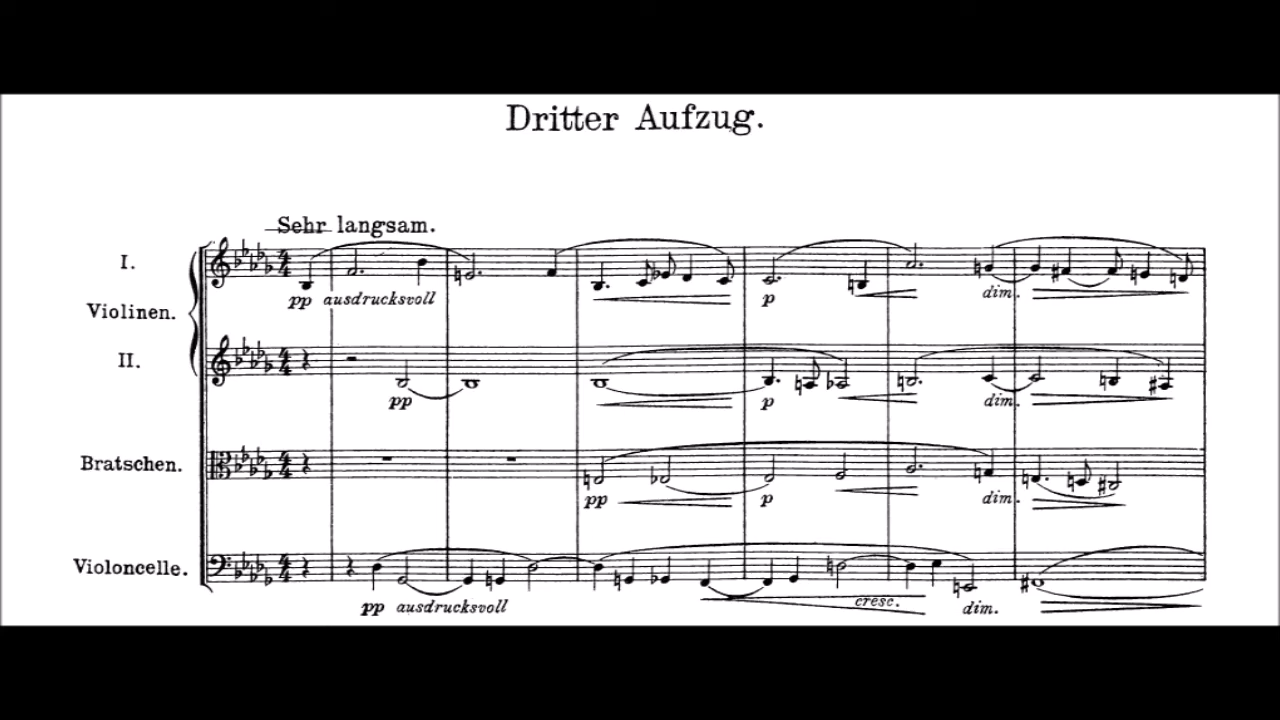 Dritter Aufzug.
Sehr langsam.
I.
pp ausdrucksvoll
p
dim.
Violinen.
II.
pp
p
dim.
Bratschen.
pp
p
dim.
Violoncelle.
pp ausdrucksvoll
cresc.
dim.